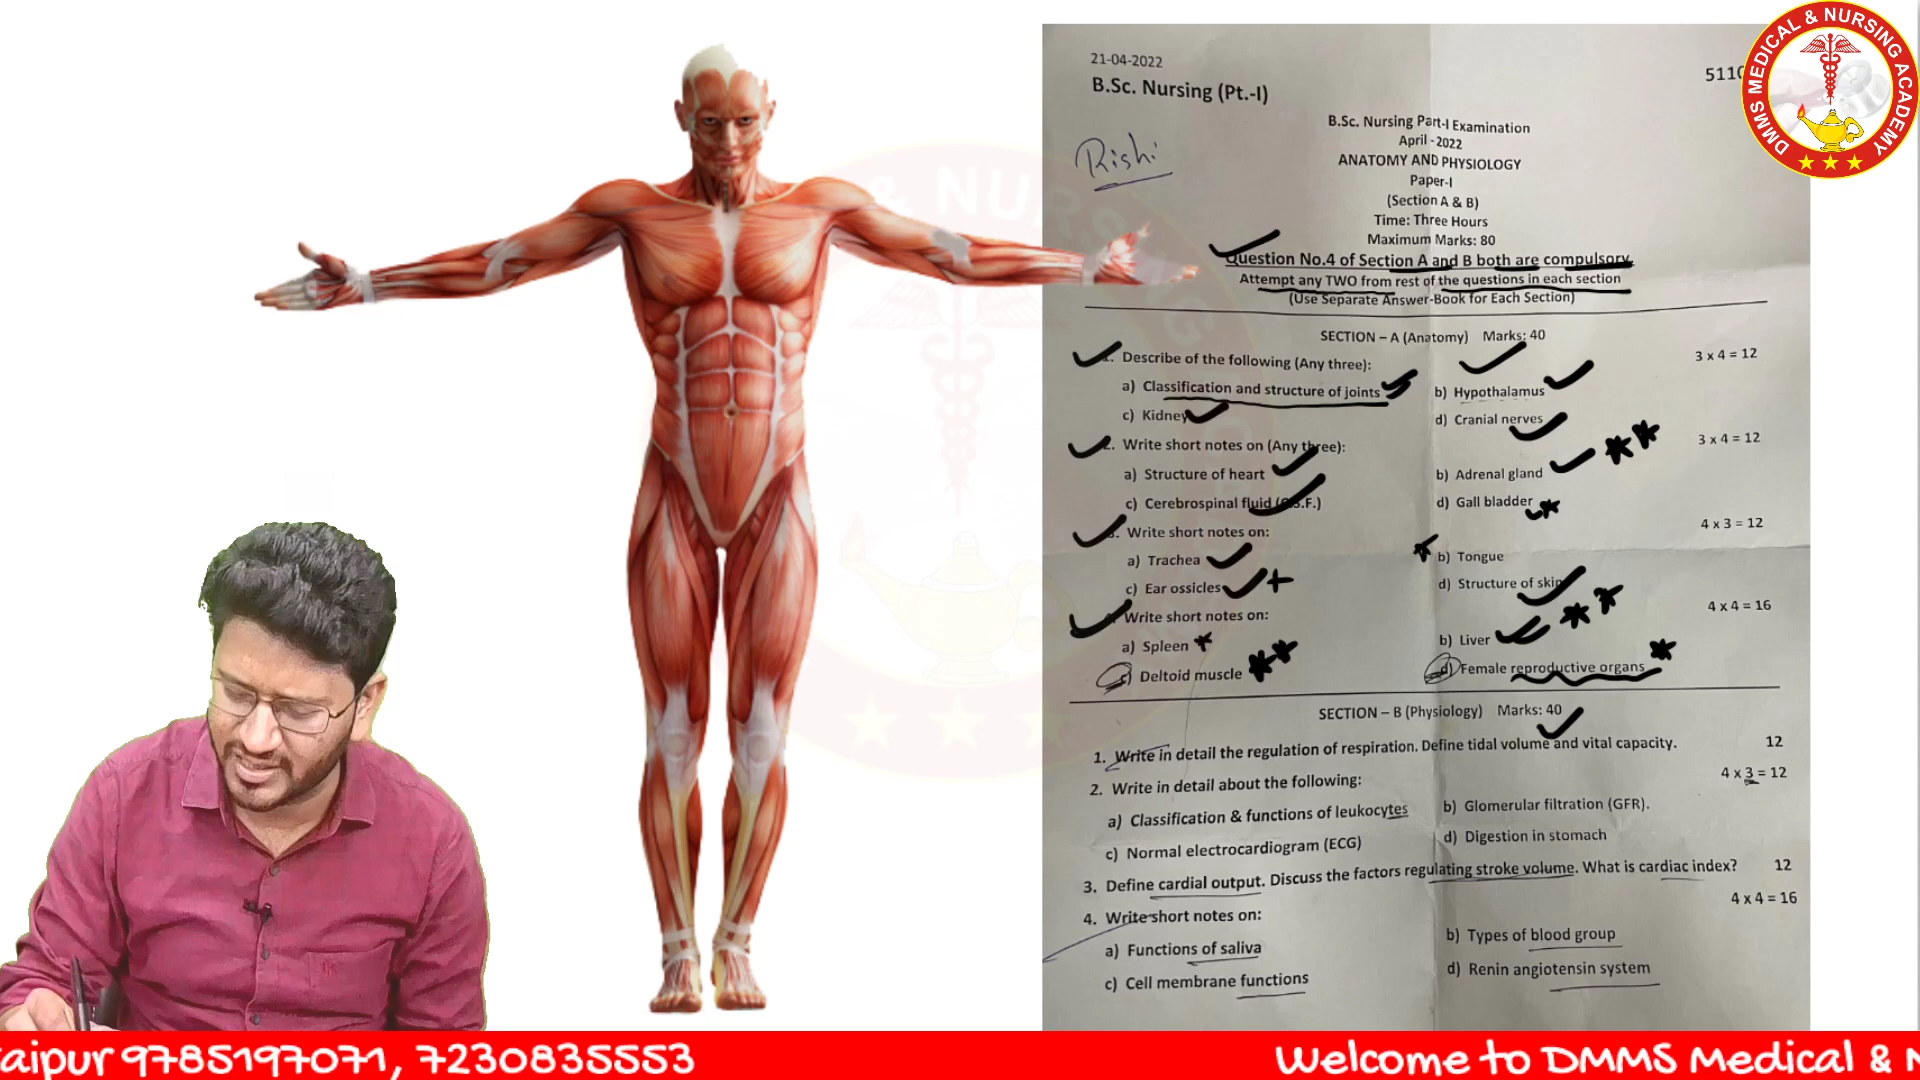 21-04-2022
B.Sc. Nursing (Pt.-I)
5110
Rishi
B.Sc. Nursing Part-I Examination
April - 2022
ANATOMY AND PHYSIOLOGY
Paper-I
(Section A & B)
Time: Three Hours
Maximum Marks: 80
Question No.4 of Section A and B both are compulsory
Attempt any TWO from rest of the questions in each section
(Use Separate Answer-Book for Each Section)
SECTION – A (Anatomy) Marks: 40
1. Describe of the following (Any three): 3 x 4 = 12
a) Classification and structure of joints b) Hypothalamus
c) Kidney d) Cranial nerves
2. Write short notes on (Any three): 3 x 4 = 12
a) Structure of heart b) Adrenal gland
c) Cerebrospinal fluid (C.S.F.) d) Gall bladder
3. Write short notes on: 4 x 3 = 12
a) Trachea b) Tongue
c) Ear ossicles d) Structure of skin
Write short notes on: 4 x 4 = 16
a) Spleen b) Liver
Deltoid muscle d) Female reproductive organs
SECTION – B (Physiology) Marks: 40
1. Write in detail the regulation of respiration. Define tidal volume and vital capacity. 12
2. Write in detail about the following: 4 x 3 = 12
a) Classification & functions of leukocytes b) Glomerular filtration (GFR).
c) Normal electrocardiogram (ECG) d) Digestion in stomach
3. Define cardial output. Discuss the factors regulating stroke volume. What is cardiac index? 12
4. Write short notes on: 4 x 4 = 16
a) Functions of saliva b) Types of blood group
c) Cell membrane functions d) Renin angiotensin system
DMMS MEDICAL & NURSING ACADEMY
& NURSING
aipur 9785197071, 7230835553 Welcome to DMMS Medical & N